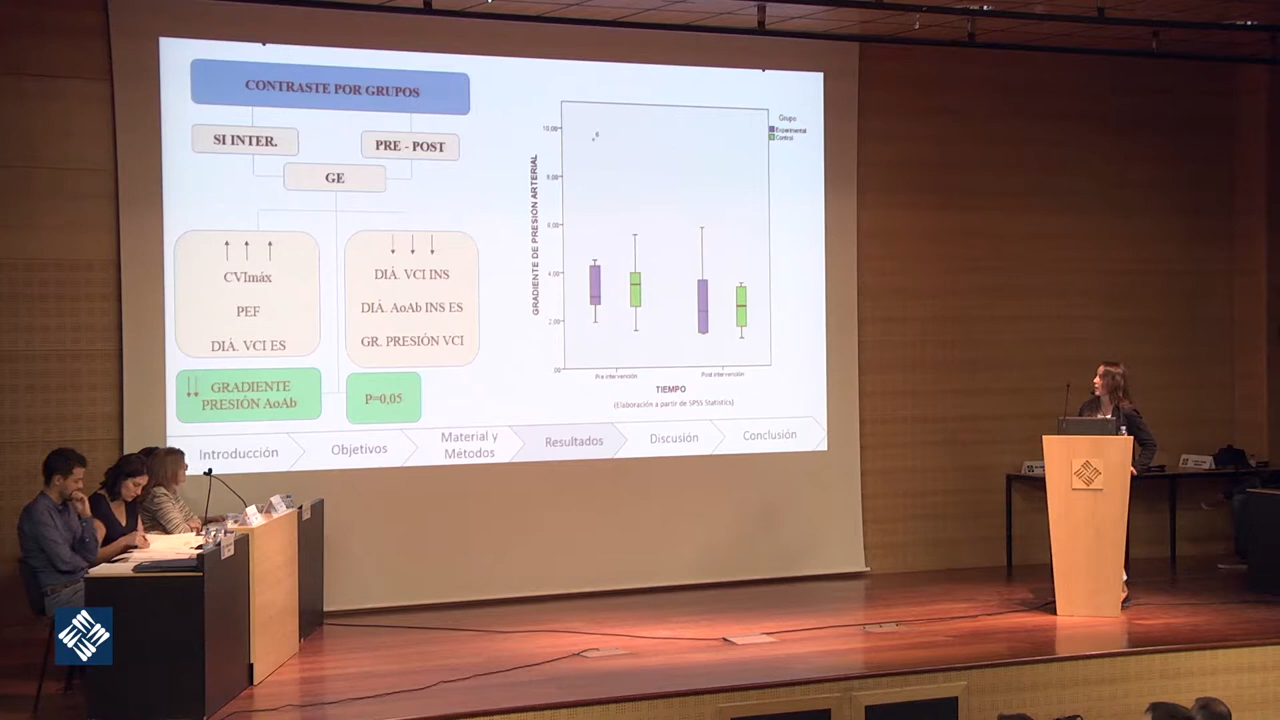 CONTRASTE POR GRUPOS
SI INTER.
PRE - POST
GE
CVImáx
PEF
DIÁ. VCI ES
DIÁ. VCI INS
DIÁ. AoAb INS ES
GR. PRESIÓN VCI
GRADIENTE
PRESIÓN AoAb
P=0,05
GRADIENTE DE PRESIÓN ARTERIAL
10,00
8,00
6,00
4,00
2,00
,00
6
Grupo
Experimental
Control
Pre intervención
Post intervención
TIEMPO
(Elaboración a partir de SPSS Statistics)
Introducción
Objetivos
Material y
Métodos
Resultados
Discusión
Conclusión